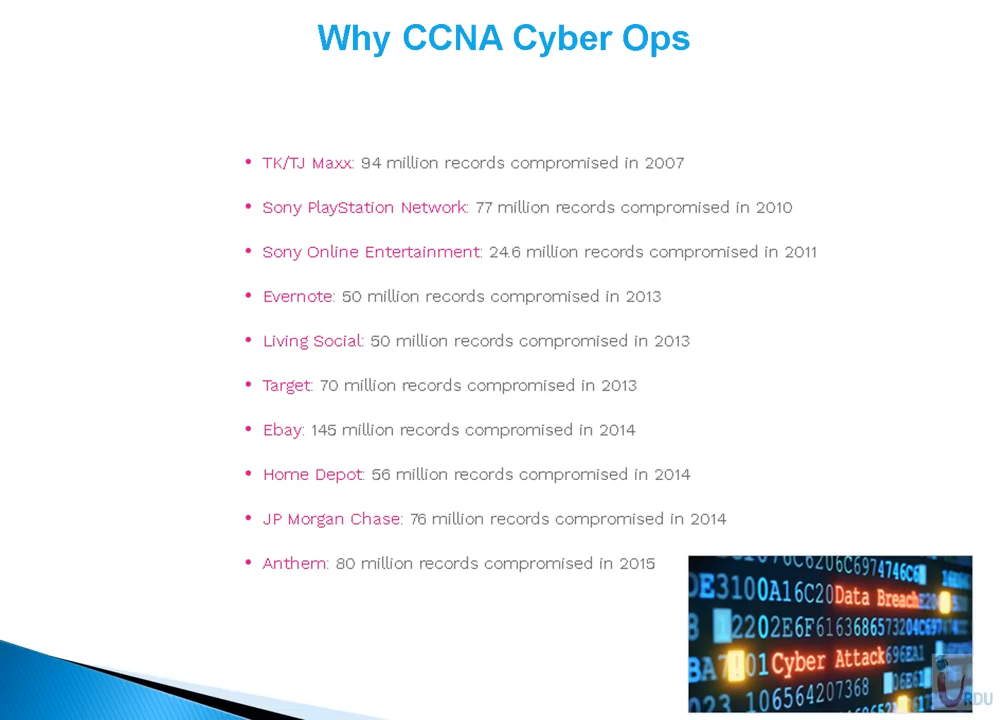 Why CCNA Cyber Ops
• TK/TJ Maxx: 94 million records compromised in 2007
• Sony PlayStation Network: 77 million records compromised in 2010
• Sony Online Entertainment: 24.6 million records compromised in 2011
• Evernote: 50 million records compromised in 2013
• Living Social: 50 million records compromised in 2013
• Target: 70 million records compromised in 2013
• Ebay: 145 million records compromised in 2014
• Home Depot: 56 million records compromised in 2014
• JP Morgan Chase: 76 million records compromised in 2014
• Anthem: 80 million records compromised in 2015
Data Breach
Cyber Attack
URDU